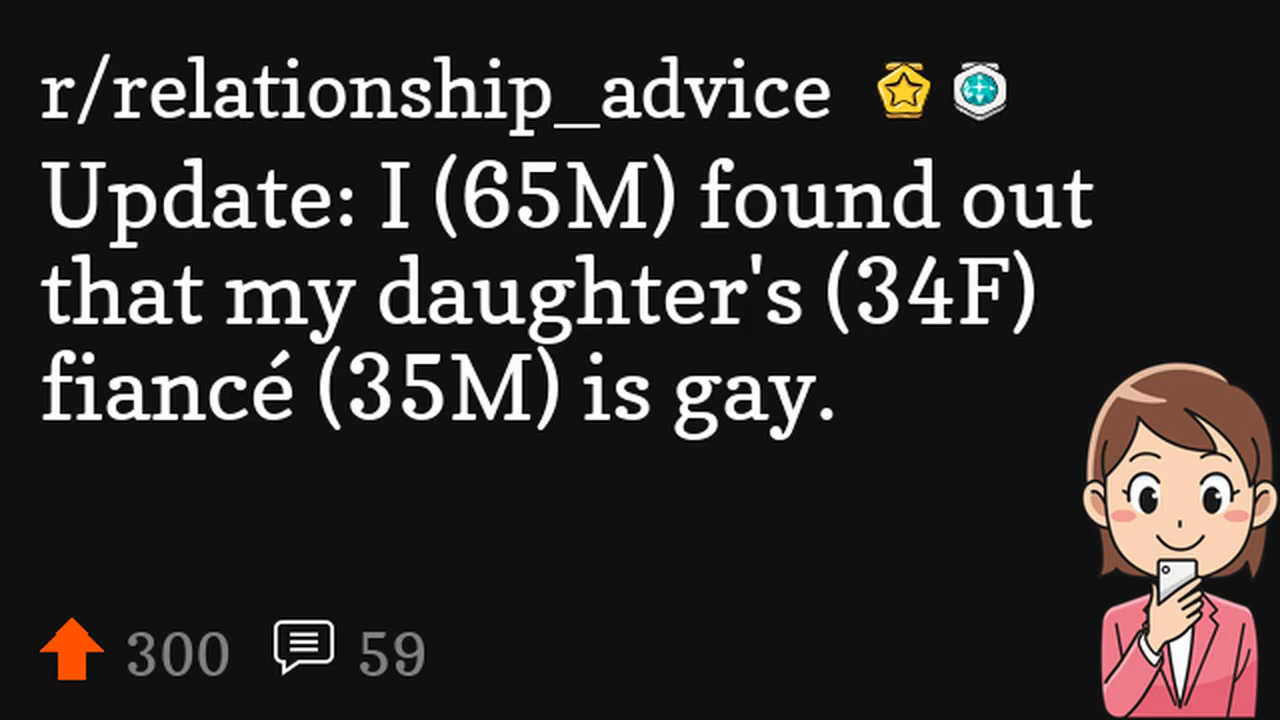 r/relationship_advice
Update: I (65M) found out
that my daughter's (34F)
fiancé (35M) is gay.
300 59